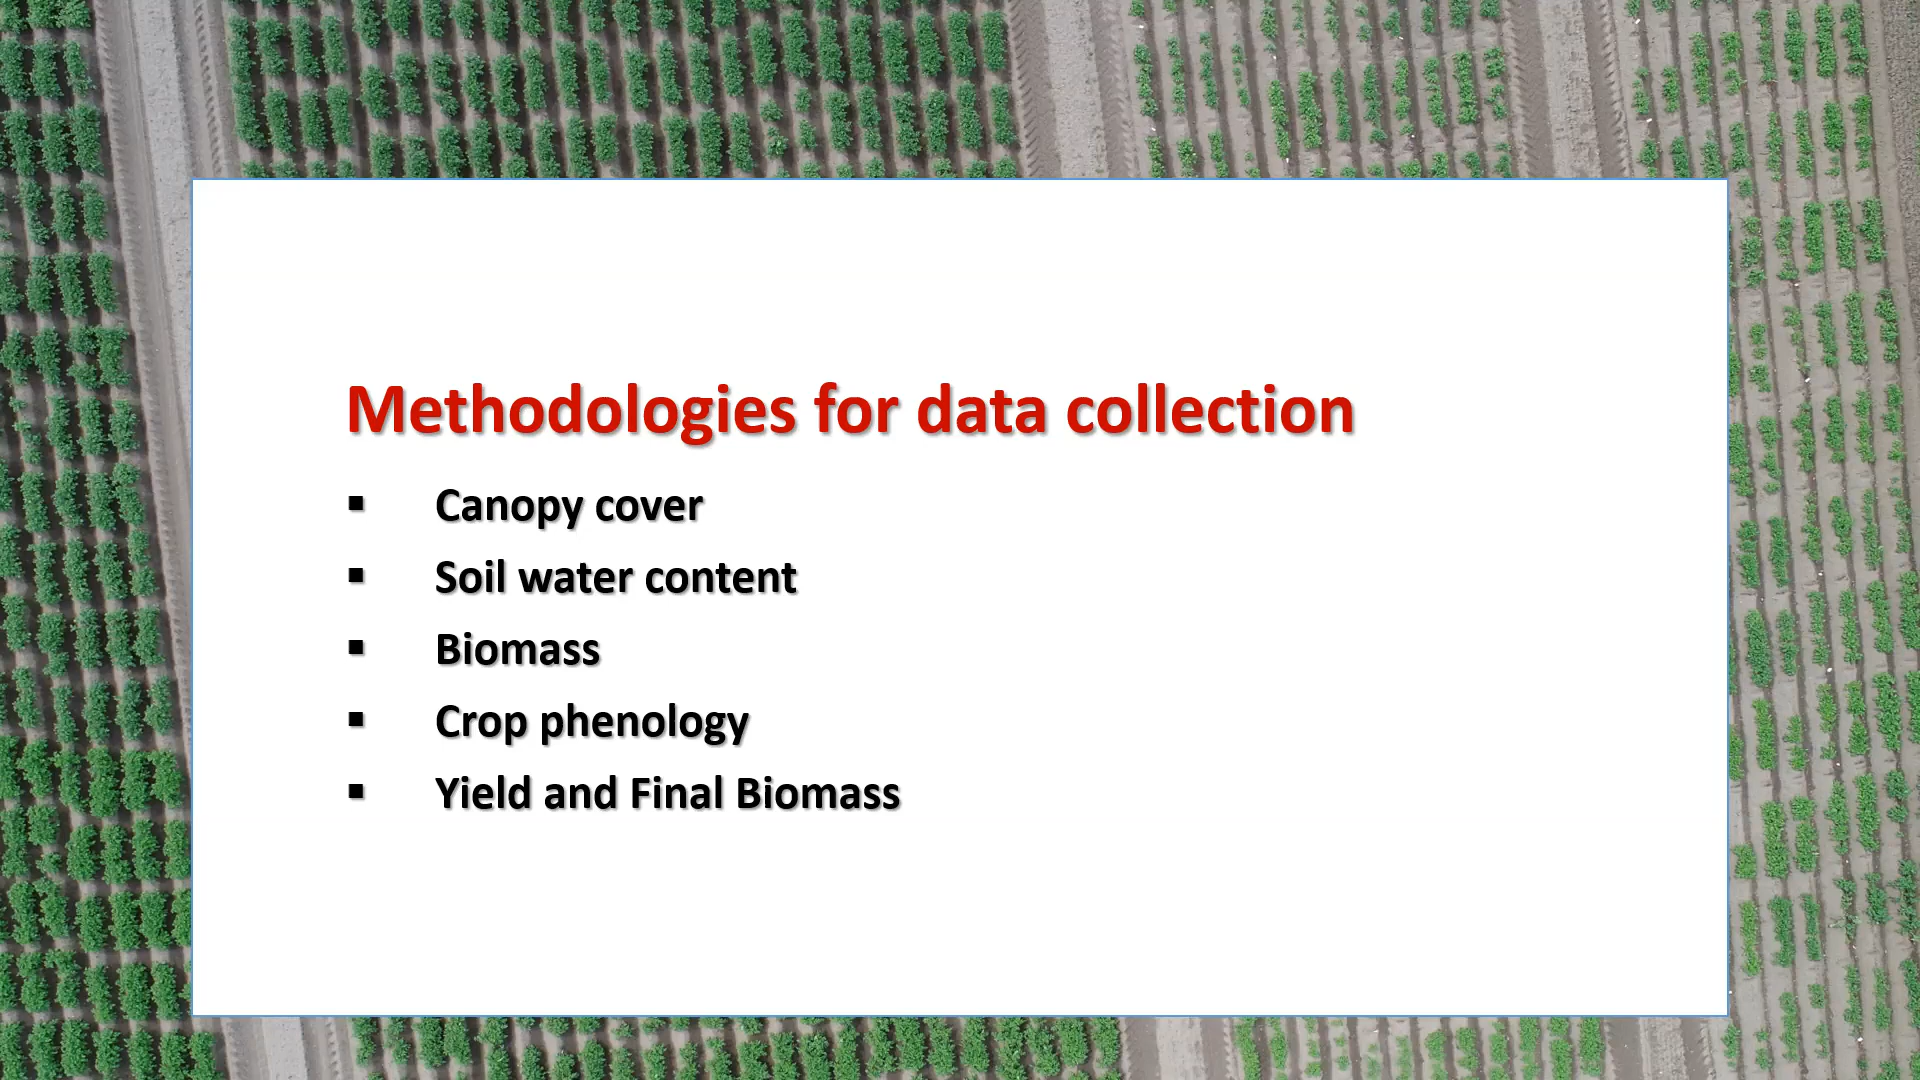 Methodologies for data collection
▪ Canopy cover
▪ Soil water content
▪ Biomass
▪ Crop phenology
▪ Yield and Final Biomass